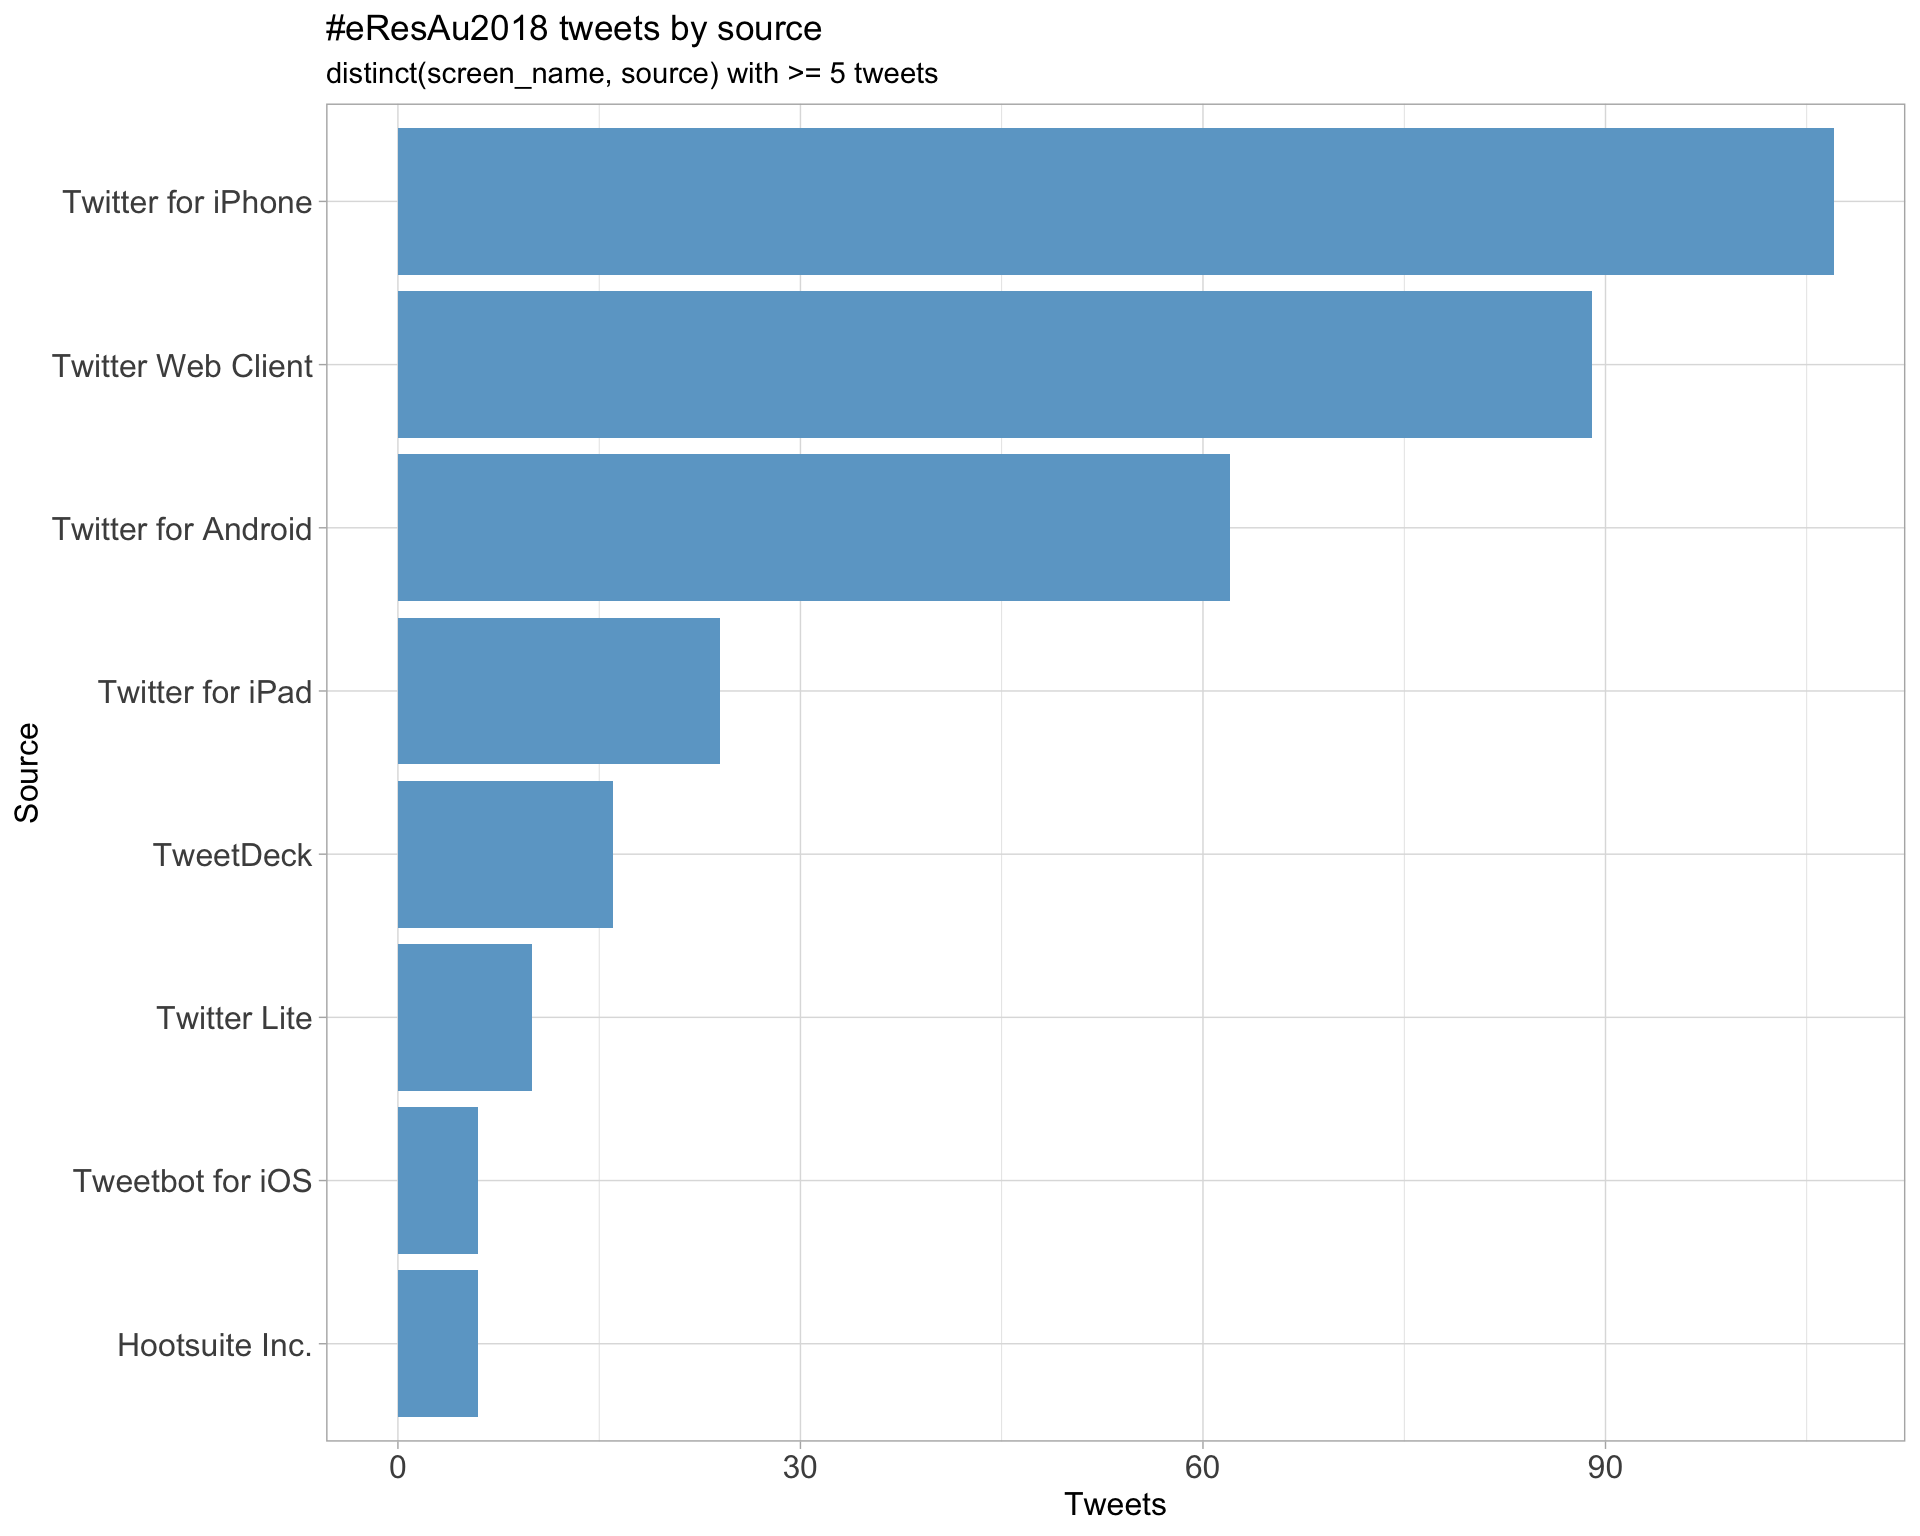 #eResAu2018 tweets by source
distinct(screen_name, source) with >= 5 tweets
Twitter for iPhone
Twitter Web Client
Twitter for Android
Twitter for iPad
TweetDeck
Twitter Lite
Tweetbot for iOS
Hootsuite Inc.
Source
0 30 60 90
Tweets